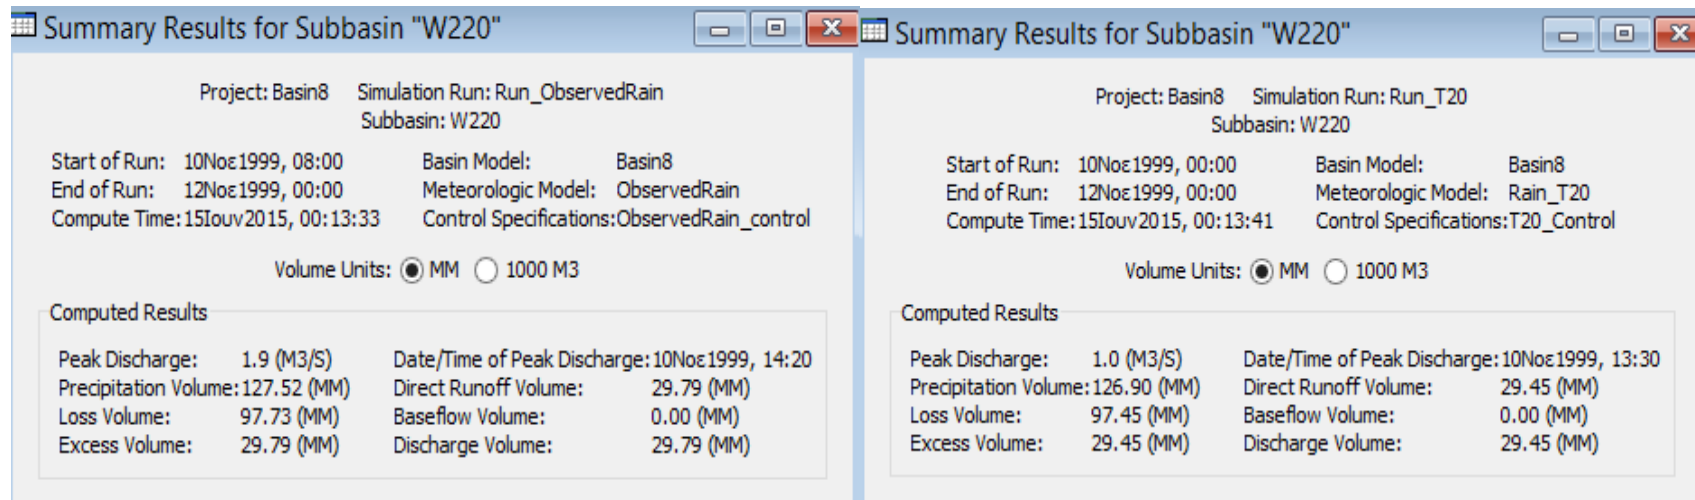 Summary Results for Subbasin "W220"
Project: Basin8 Simulation Run: Run_ObservedRain
Subbasin: W220
Start of Run: 10Νοε1999, 08:00 Basin Model: Basin8
End of Run: 12Νοε1999, 00:00 Meteorologic Model: ObservedRain
Compute Time:15Ιουν2015, 00:13:33 Control Specifications:ObservedRain_control
Volume Units: MM 1000 M3
Computed Results
Peak Discharge: 1.9 (M3/S) Date/Time of Peak Discharge:10Νοε1999, 14:20
Precipitation Volume:127.52 (MM) Direct Runoff Volume: 29.79 (MM)
Loss Volume: 97.73 (MM) Baseflow Volume: 0.00 (MM)
Excess Volume: 29.79 (MM) Discharge Volume: 29.79 (MM)
Summary Results for Subbasin "W220"
Project: Basin8 Simulation Run: Run_T20
Subbasin: W220
Start of Run: 10Νοε1999, 00:00 Basin Model: Basin8
End of Run: 12Νοε1999, 00:00 Meteorologic Model: Rain_T20
Compute Time:15Ιουν2015, 00:13:41 Control Specifications:T20_Control
Volume Units: MM 1000 M3
Computed Results
Peak Discharge: 1.0 (M3/S) Date/Time of Peak Discharge:10Νοε1999, 13:30
Precipitation Volume:126.90 (MM) Direct Runoff Volume: 29.45 (MM)
Loss Volume: 97.45 (MM) Baseflow Volume: 0.00 (MM)
Excess Volume: 29.45 (MM) Discharge Volume: 29.45 (MM)